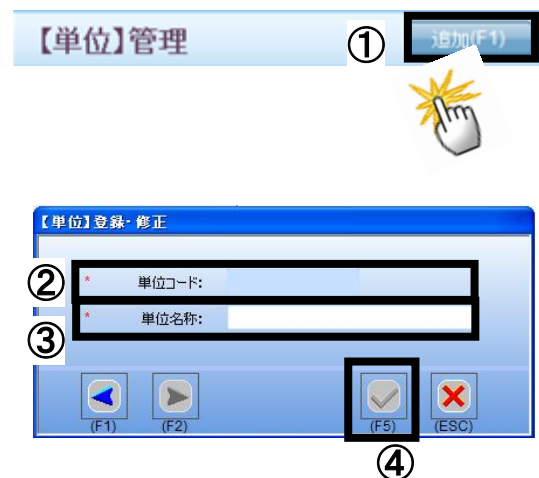 【単位】管理
①
追加(F1)
【単位】登録・修正
②
* 単位コード:
③
* 単位名称:
(F1) (F2) (F5) (ESC)
④